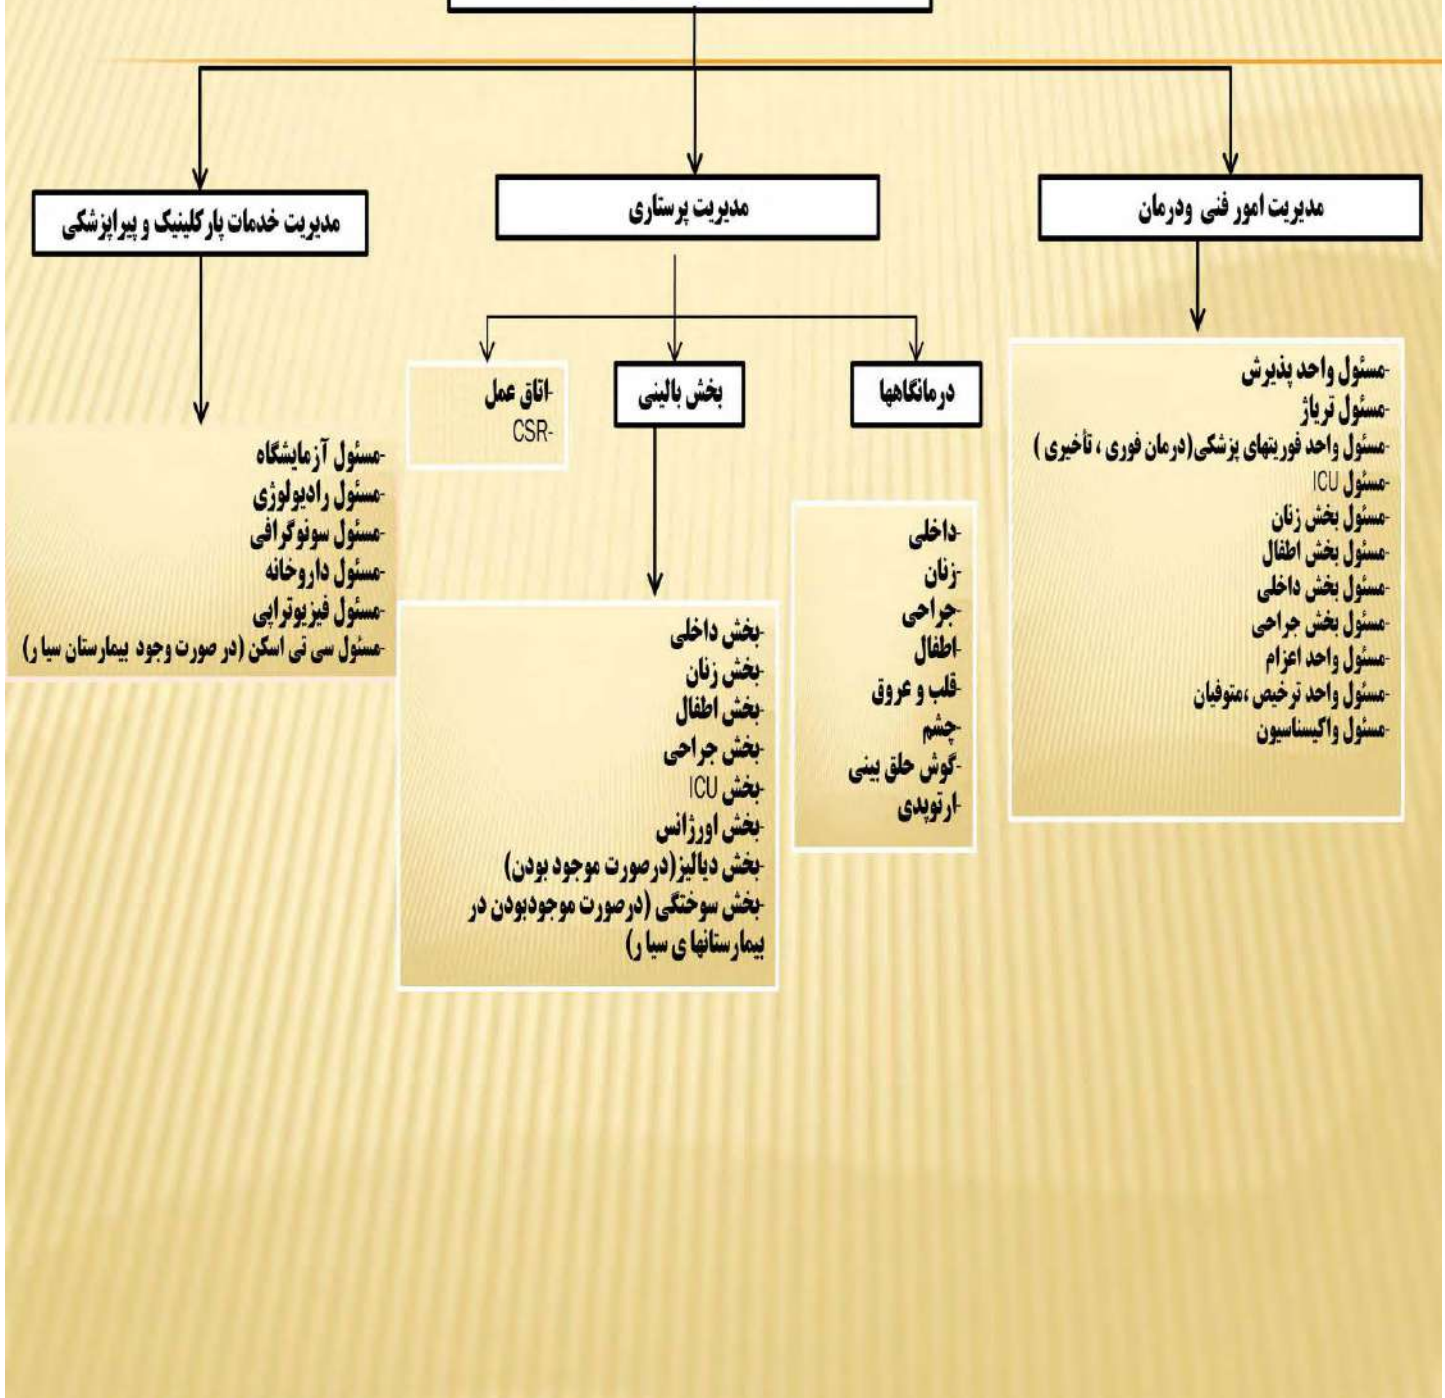 مدیریت امور فنی ودرمان
مدیریت پرستاری
مدیریت خدمات پارکلینیک و پیراپزشکی
-مسئول واحد پذیرش
-مسئول تریاژ
-مسئول واحد فوریتهای پزشکی(درمان فوری ، تأخیری )
-مسئول ICU
-مسئول بخش زنان
-مسئول بخش اطفال
-مسئول بخش داخلی
-مسئول بخش جراحی
-مسئول واحد اعزام
-مسئول واحد ترخیص ،متوفیان
-مسئول واکیسناسیون
درمانگاهها
-داخلی
-زنان
-جراحی
-اطفال
-قلب و عروق
-چشم
-گوش حلق بینی
-ارتوپدی
بخش بالینی
-بخش داخلی
-بخش زنان
-بخش اطفال
-بخش جراحی
-بخش ICU
-بخش اورژانس
-بخش دیالیز(درصورت موجود بودن)
-بخش سوختگی (درصورت موجودبودن در
بیمارستانها ی سیا ر)
-اتاق عمل
-CSR
-مسئول آزمایشگاه
-مسئول رادیولوژی
-مسئول سونوگرافی
-مسئول داروخانه
-مسئول فیزیوتراپی
-مسئول سی تی اسکن (در صورت وجود بیمارستان سیا ر)